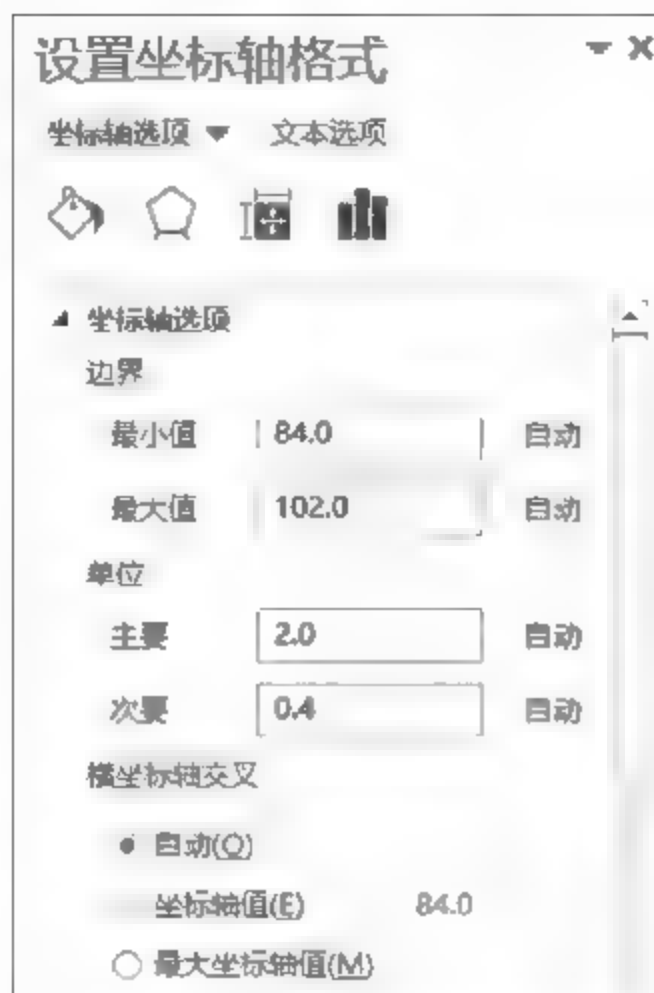 设置坐标轴格式
坐标轴选项 文本选项
坐标轴选项
边界
最小值 84.0 自动
最大值 102.0 自动
单位
主要 2.0 自动
次要 0.4 自动
横坐标轴交叉
自动(O)
坐标轴值(E) 84.0
最大坐标轴值(M)